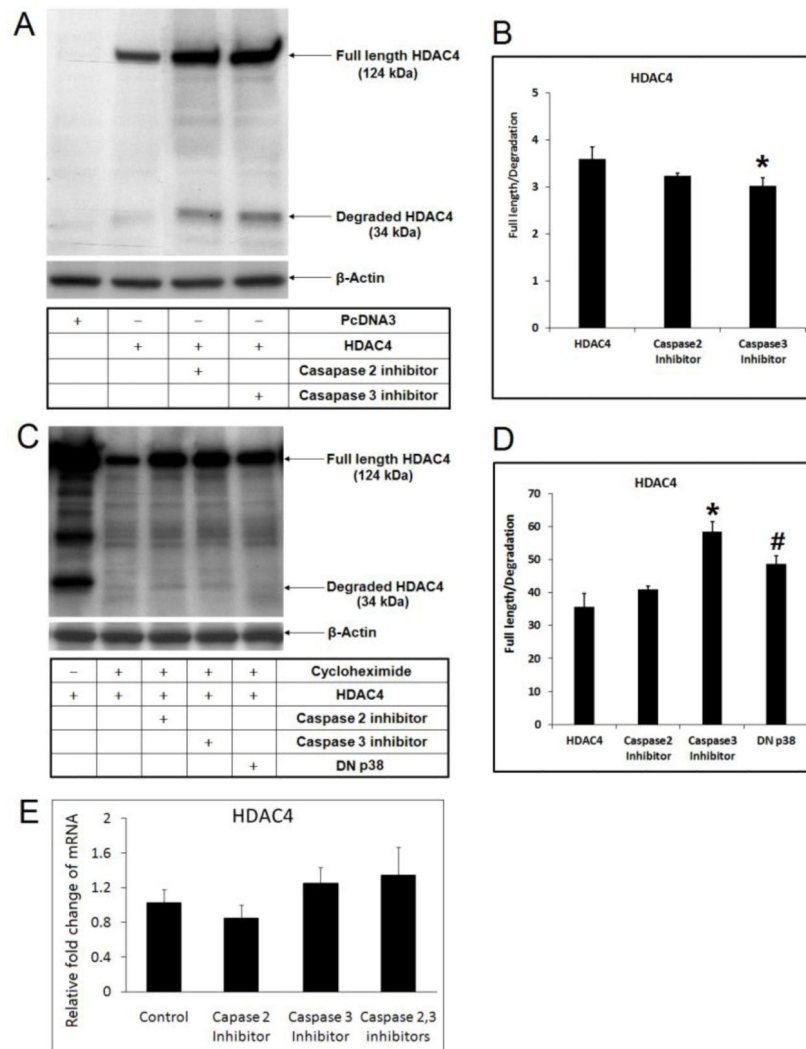 A
Full length HDAC4
(124 kDa)
Degraded HDAC4
(34 kDa)
β-Actin
+ – – – PcDNA3
+ + + HDAC4
+ Casapase 2 inhibitor
+ Casapase 3 inhibitor
B
HDAC4
Full length/Degradation
5
4
3
2
1
0
*
HDAC4
Caspase2
Inhibitor
Caspase3
Inhibitor
C
Full length HDAC4
(124 kDa)
Degraded HDAC4
(34 kDa)
β-Actin
– + + + + Cycloheximide
+ + + + + HDAC4
+ Caspase 2 inhibitor
+ Caspase 3 inhibitor
+ DN p38
D
HDAC4
Full length/Degradation
70
60
50
40
30
20
10
0
*
#
HDAC4
Caspase2
Inhibitor
Caspase3
Inhibitor
DN p38
E
HDAC4
Relative fold change of mRNA
2
1.6
1.2
0.8
0.4
0
Control
Capase 2
Inhibitor
Caspase 3
Inhibitor
Caspase 2,3
inhibitors